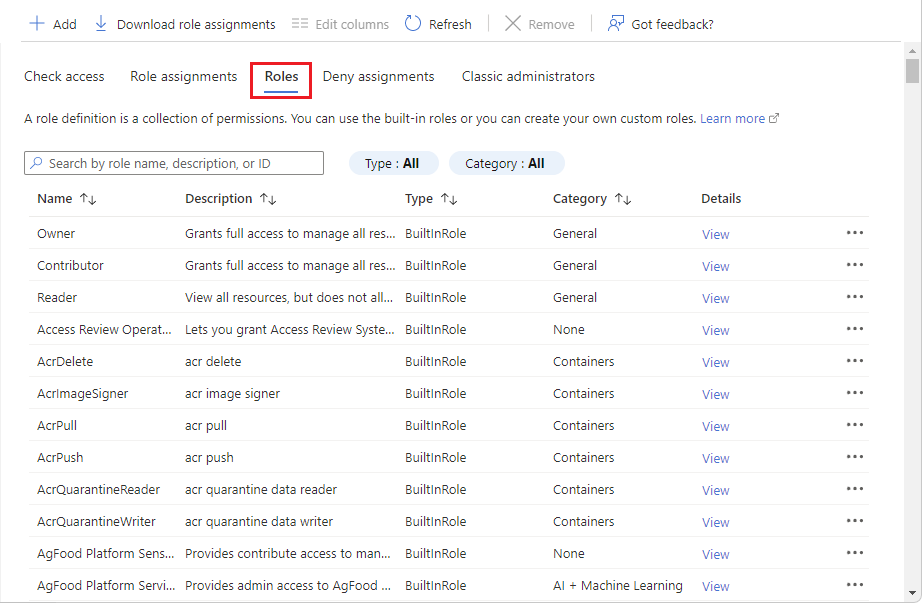 Add Download role assignments Edit columns Refresh Remove Got feedback?
Check access Role assignments Roles Deny assignments Classic administrators
A role definition is a collection of permissions. You can use the built-in roles or you can create your own custom roles. Learn more
Search by role name, description, or ID Type : All Category : All
Name Description Type Category Details
Owner Grants full access to manage all res... BuiltInRole General View
Contributor Grants full access to manage all res... BuiltInRole General View
Reader View all resources, but does not all... BuiltInRole General View
Access Review Operat... Lets you grant Access Review Syste... BuiltInRole None View
AcrDelete acr delete BuiltInRole Containers View
AcrImageSigner acr image signer BuiltInRole Containers View
AcrPull acr pull BuiltInRole Containers View
AcrPush acr push BuiltInRole Containers View
AcrQuarantineReader acr quarantine data reader BuiltInRole Containers View
AcrQuarantineWriter acr quarantine data writer BuiltInRole Containers View
AgFood Platform Sens... Provides contribute access to man... BuiltInRole None View
AgFood Platform Servi... Provides admin access to AgFood ... BuiltInRole AI + Machine Learning View